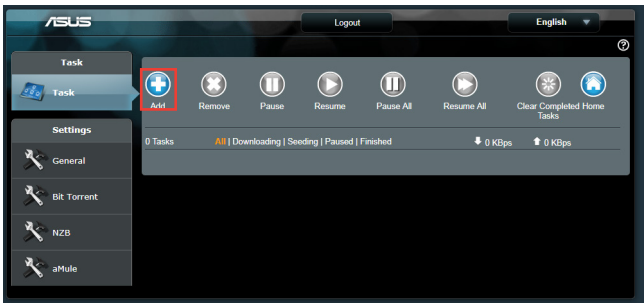 ASUS
Logout
English
Task
Task
Add
Remove
Pause
Resume
Pause All
Resume All
Clear Completed Tasks
Home
0 Tasks
All | Downloading | Seeding | Paused | Finished
0 KBps
0 KBps
Settings
General
Bit Torrent
NZB
aMule